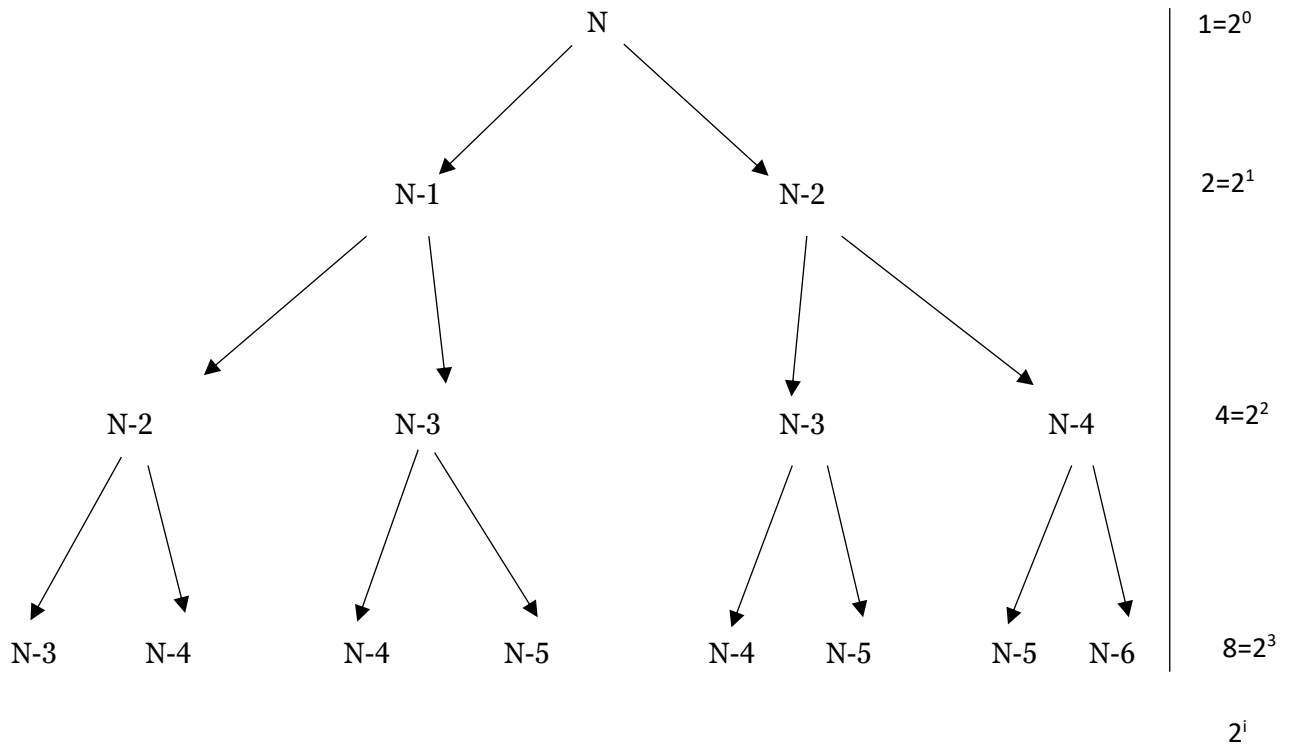 N 1=2⁰
N-1 N-2 2=2¹
N-2 N-3 N-3 N-4 4=2²
N-3 N-4 N-4 N-5 N-4 N-5 N-5 N-6 8=2³
2ⁱ